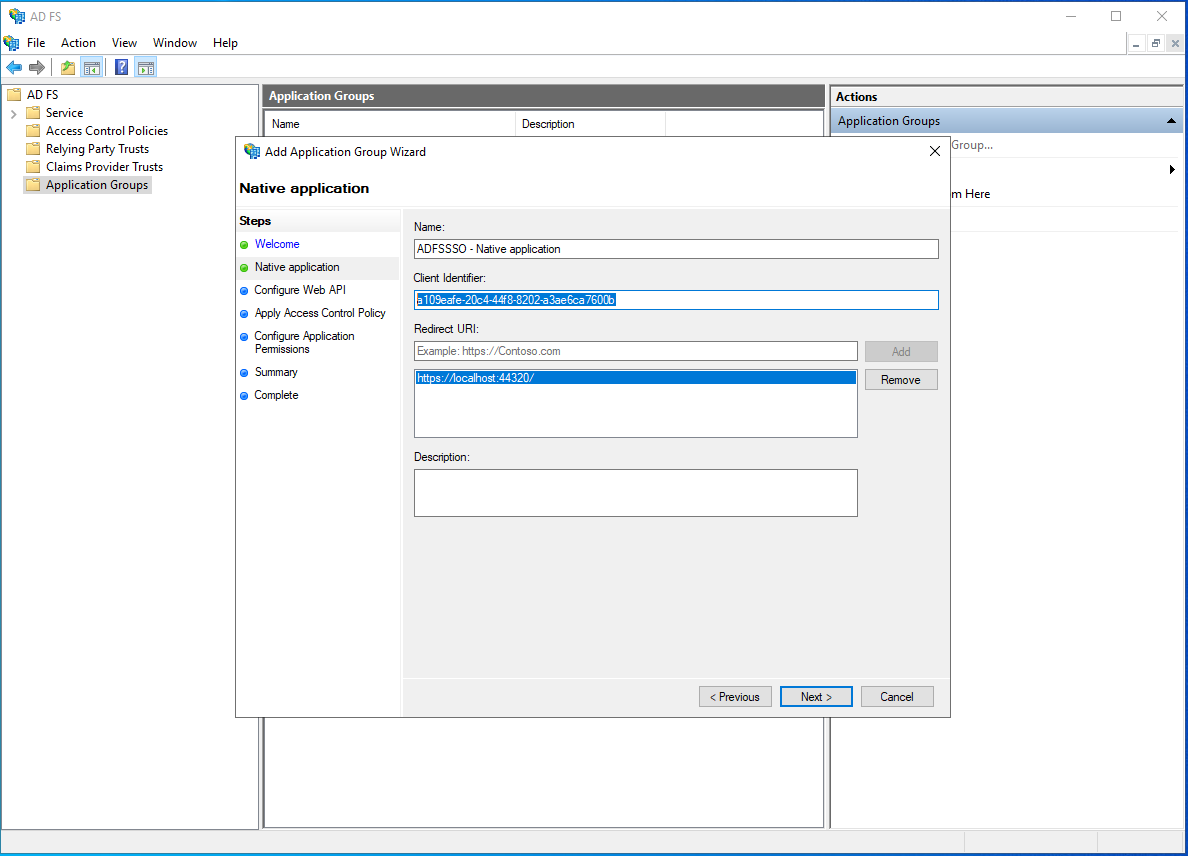 AD FS
File Action View Window Help
AD FS
Service
Access Control Policies
Relying Party Trusts
Claims Provider Trusts
Application Groups
Application Groups
Name Description
Actions
Application Groups
Group...
m Here
Add Application Group Wizard
Native application
Steps
Welcome
Native application
Configure Web API
Apply Access Control Policy
Configure Application
Permissions
Summary
Complete
Name:
ADFSSSO - Native application
Client Identifier:
a109eafe-20c4-44f8-8202-a3ae6ca7600b
Redirect URI:
Example: https://Contoso.com
Add
https://localhost:44320/
Remove
Description:
< Previous Next > Cancel